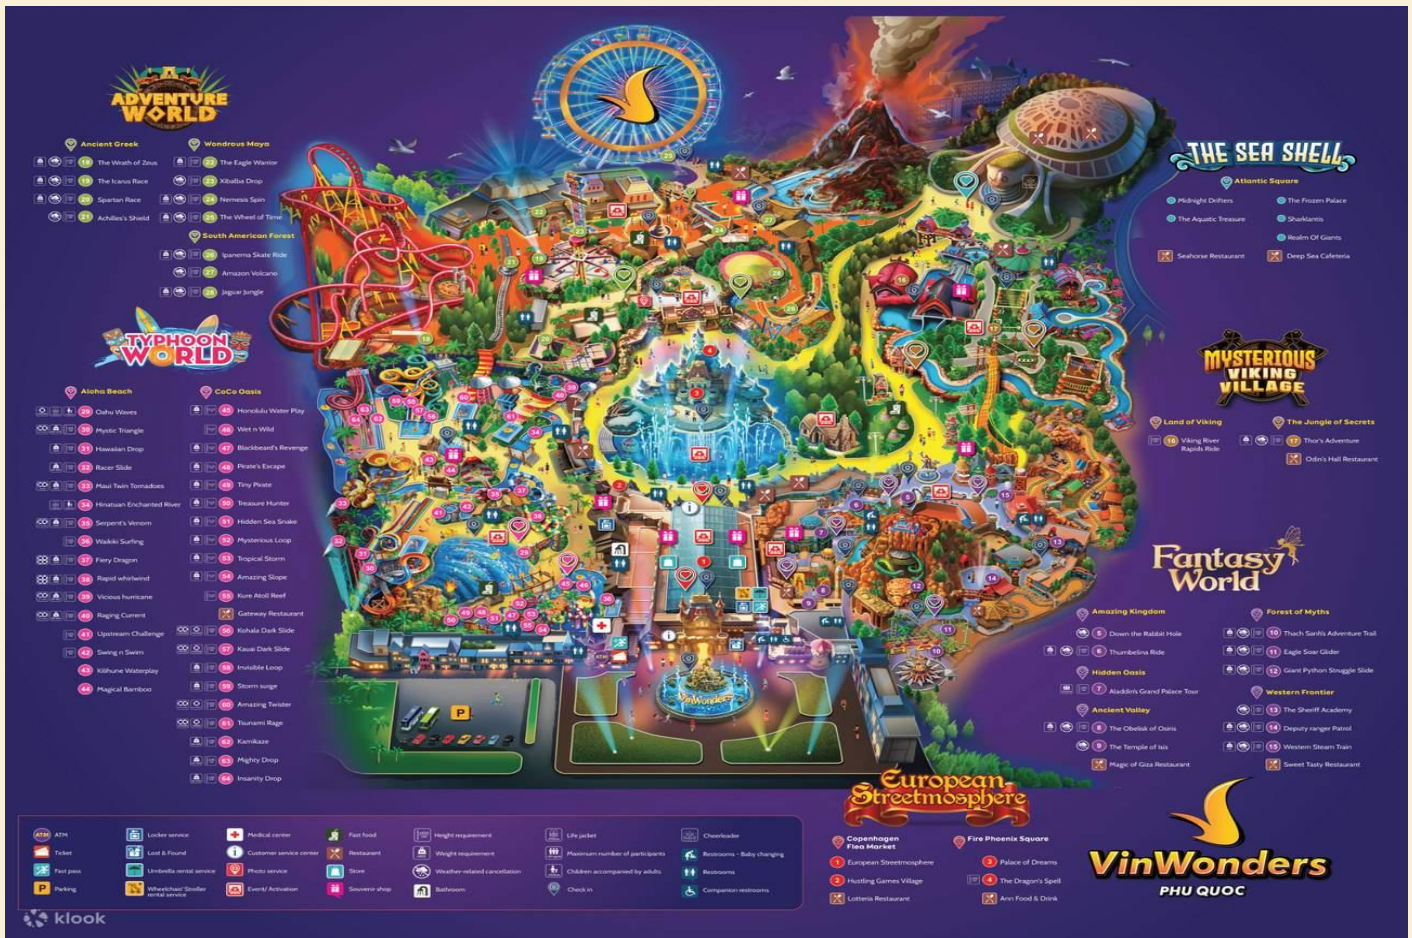 ADVENTURE
WORLD
Ancient Greek
18 The Wrath of Zeus
19 The Icarus Race
20 Spartan Race
21 Achilles's Shield
Wondrous Maya
22 The Eagle Warrior
23 Xibalba Drop
24 Nemesis Spin
25 The Wheel of Time
South American Forest
26 Ipanema Skate Ride
27 Amazon Volcano
28 Jaguar Jungle
TYPHOON
WORLD
Aloha Beach
29 Oahu Waves
30 Mystic Triangle
31 Hawaiian Drop
32 Racer Slide
33 Maui Twin Tornadoes
34 Hinatuan Enchanted River
35 Serpent's Venom
36 Waikiki Surfing
37 Fiery Dragon
38 Rapid whirlwind
39 Vicious hurricane
40 Raging Current
41 Upstream Challenge
42 Swing n Swim
43 Kiiihune Waterplay
44 Magical Bamboo
CoCo Oasis
45 Honolulu Water Play
46 Wet n Wild
47 Blackbeard's Revenge
48 Pirate's Escape
49 Tiny Pirate
50 Treasure Hunter
51 Hidden Sea Snake
52 Mysterious Loop
53 Tropical Storm
54 Amazing Slope
55 Kure Atoll Reef
Gateway Restaurant
56 Kohala Dark Slide
57 Kauai Dark Slide
58 Invisible Loop
59 Storm surge
60 Amazing Twister
61 Tsunami Rage
62 Kamikaze
63 Mighty Drop
64 Insanity Drop
THE SEA SHELL
Atlantic Square
Midnight Drifters
The Aquatic Treasure
The Frozen Palace
Sharklantis
Realm Of Giants
Seahorse Restaurant
Deep Sea Cafeteria
MYSTERIOUS
VIKING
VILLAGE
Land of Viking
16 Viking River
Rapids Ride
The Jungle of Secrets
17 Thor's Adventure
Odin's Hall Restaurant
Fantasy
World
Amazing Kingdom
5 Down the Rabbit Hole
6 Thumbelina Ride
Hidden Oasis
7 Aladdin's Grand Palace Tour
Ancient Valley
8 The Obelisk of Osiris
9 The Temple of Isis
Magic of Giza Restaurant
Forest of Myths
10 Thach Sanh's Adventure Trail
11 Eagle Soar Glider
12 Giant Python Struggle Slide
Western Frontier
13 The Sheriff Academy
14 Deputy ranger Patrol
15 Western Steam Train
Sweet Tasty Restaurant
European
Streetmosphere
Copenhagen
Flea Market
1 European Streetmosphere
2 Hustling Games Village
Lotteria Restaurant
Fire Phoenix Square
3 Palace of Dreams
4 The Dragon's Spell
Ann Food & Drink
VinWonders
PHU QUOC
VinWonders
P
ATM ATM
Ticket
Fast pass
P Parking
Locker service
Lost & Found
Umbrella rental service
Wheelchair/Stroller
rental service
Medical center
i Customer service center
Photo service
Event/ Activation
Fast food
Restaurant
Store
Souvenir shop
Height requirement
Weight requirement
Weather-related cancellation
Bathroom
Life jacket
Maximum number of participants
Children accompanied by adults
Check in
Cheerleader
Restrooms - Baby changing
Restrooms
Companion restrooms
klook